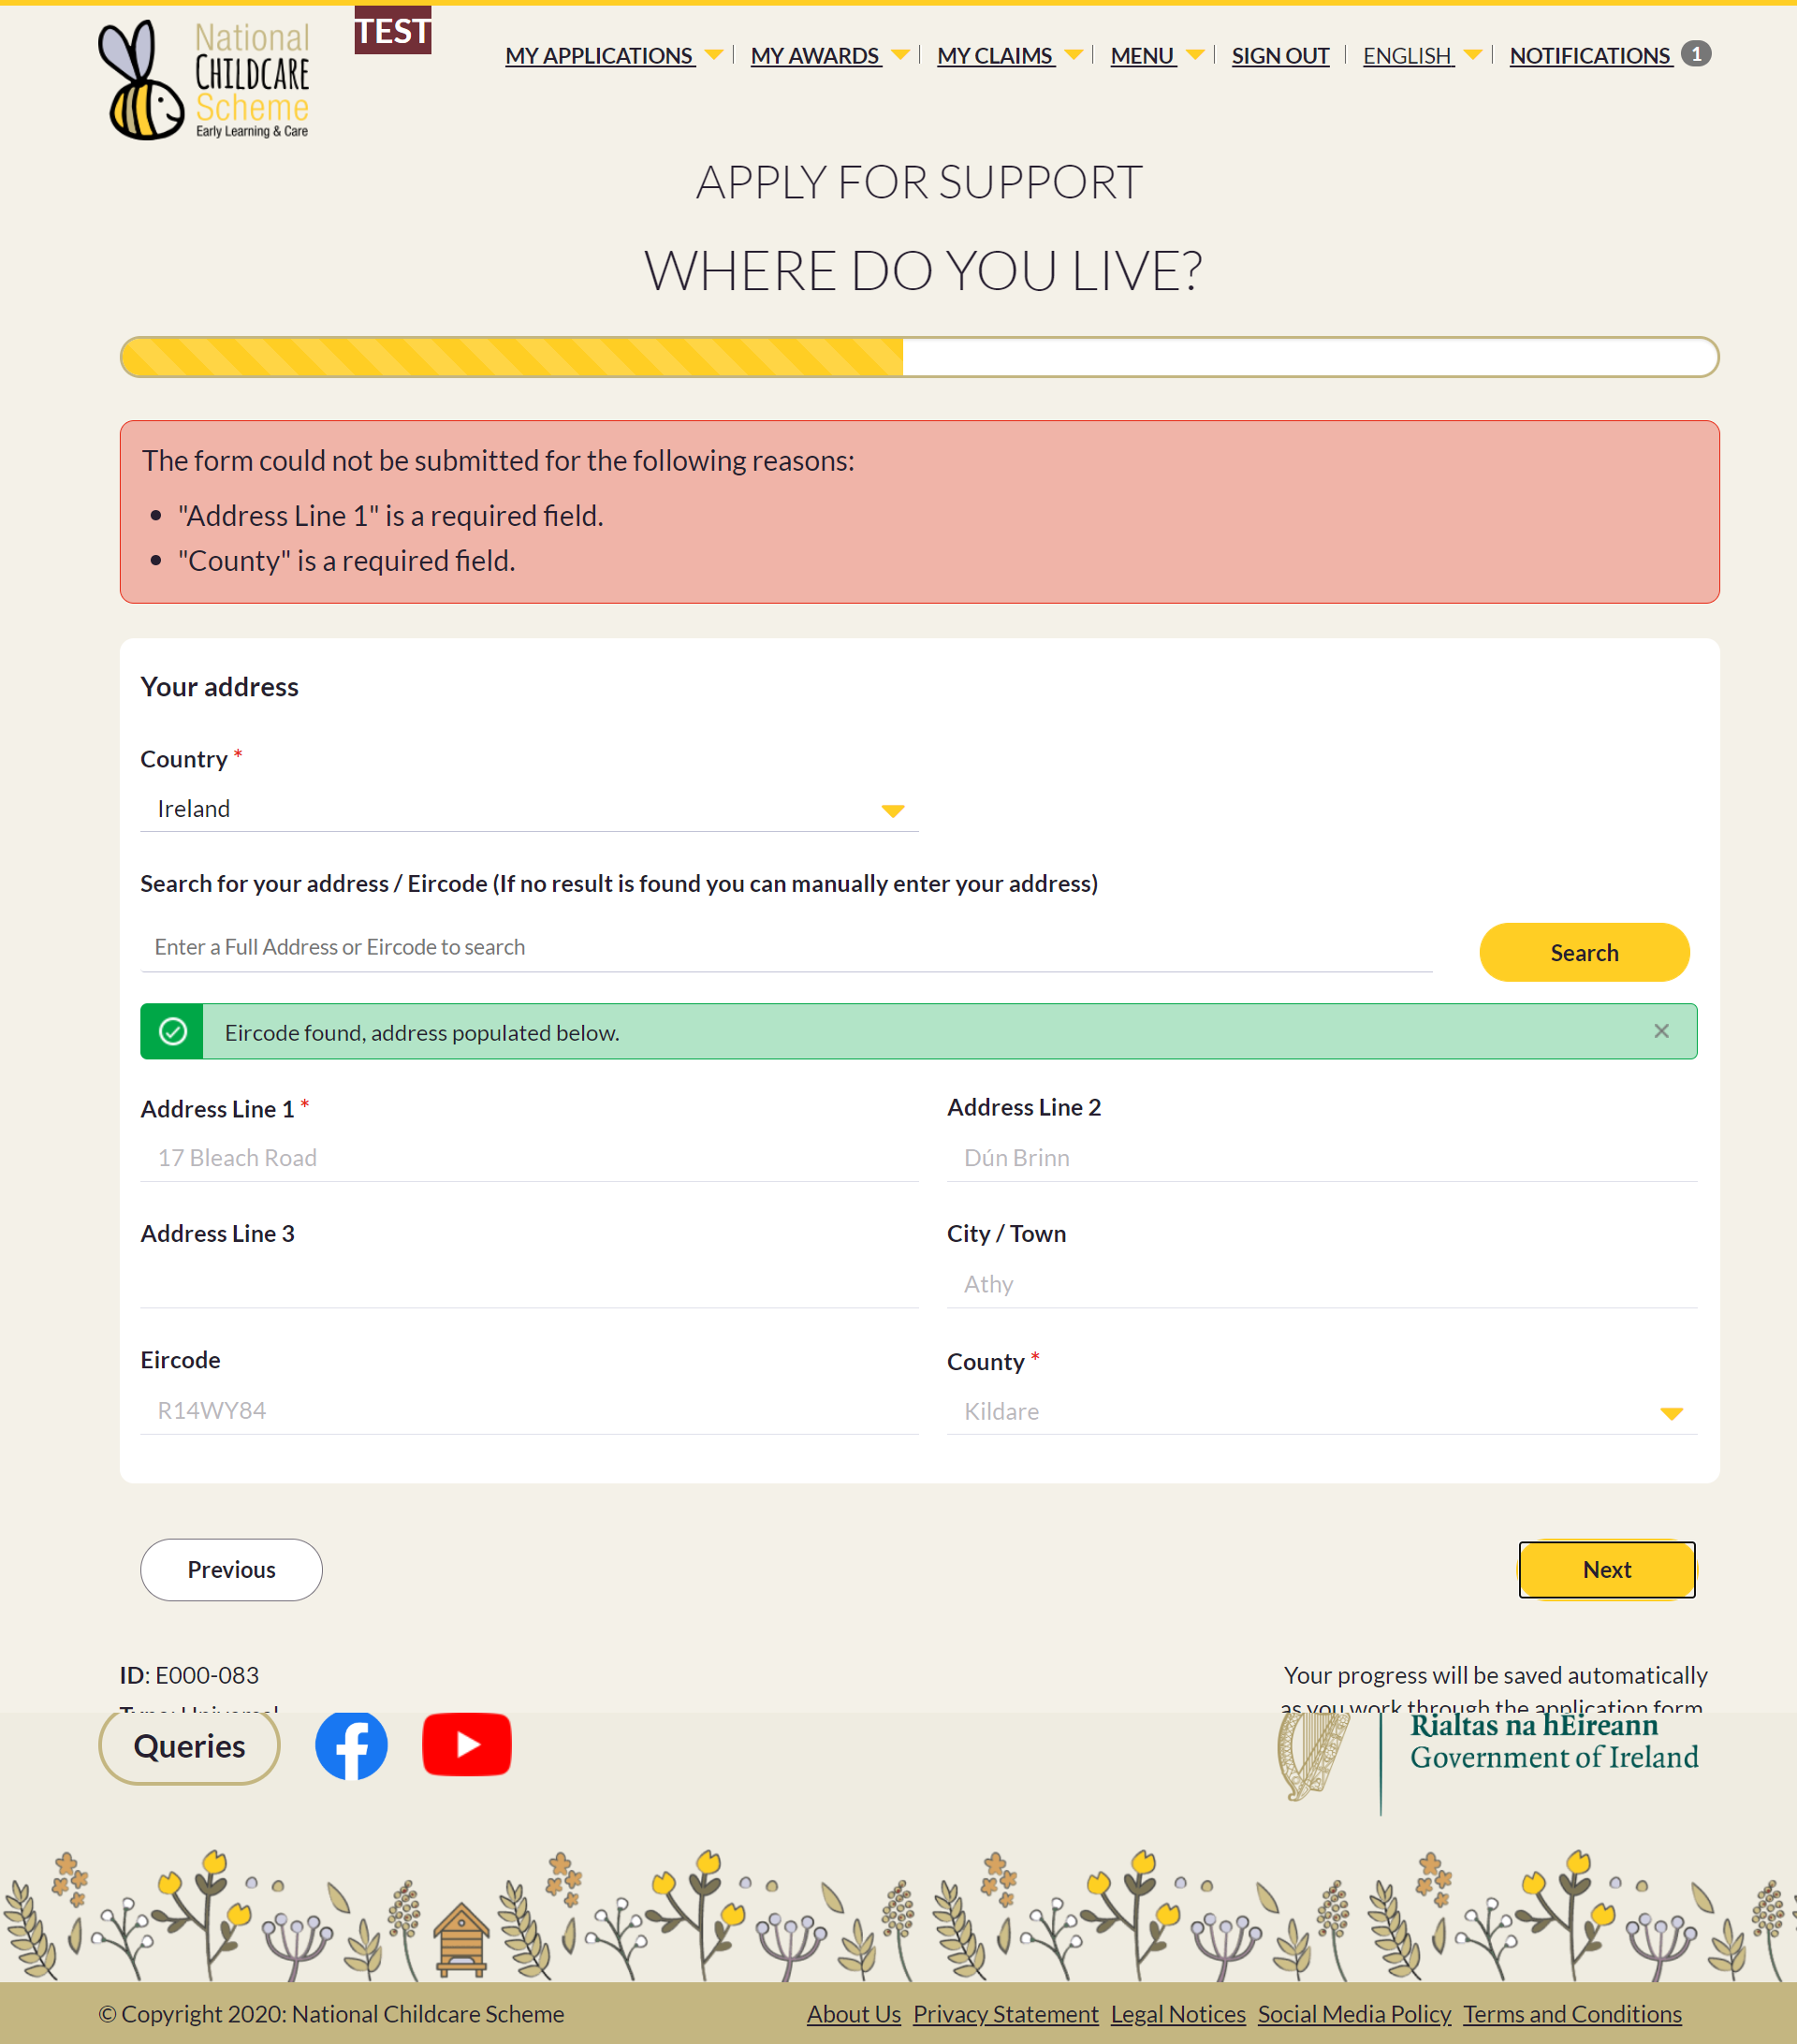 National
CHILDCARE
Scheme
Early Learning & Care
TEST
MY APPLICATIONS MY AWARDS MY CLAIMS MENU SIGN OUT ENGLISH NOTIFICATIONS 1
APPLY FOR SUPPORT
WHERE DO YOU LIVE?
The form could not be submitted for the following reasons:
• "Address Line 1" is a required field.
• "County" is a required field.
Your address
Country *
Ireland
Search for your address / Eircode (If no result is found you can manually enter your address)
Enter a Full Address or Eircode to search
Search
Eircode found, address populated below.
×
Address Line 1 *
17 Bleach Road
Address Line 2
Dún Brinn
Address Line 3
City / Town
Athy
Eircode
R14WY84
County *
Kildare
Previous
Next
ID: E000-083
Type: Universal
Your progress will be saved automatically
as you work through the application form.
Queries
Rialtas na hÉireann
Government of Ireland
© Copyright 2020: National Childcare Scheme
About Us Privacy Statement Legal Notices Social Media Policy Terms and Conditions